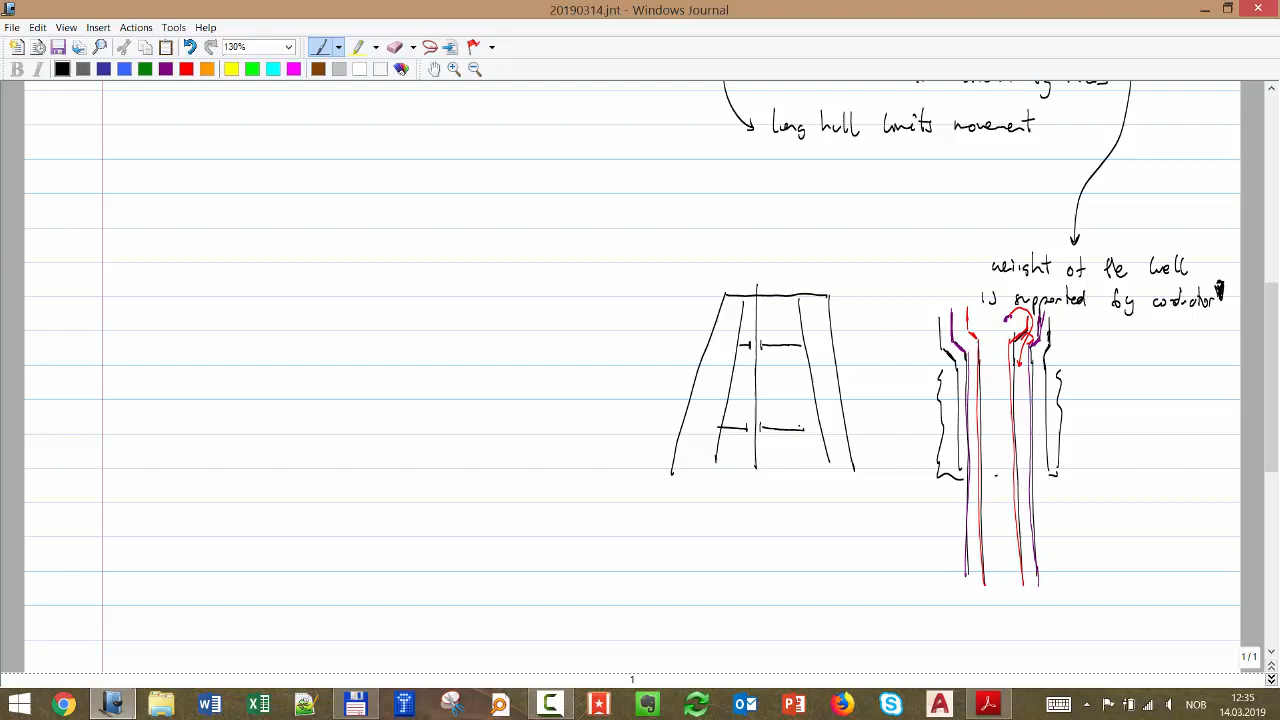 20190314.jnt - Windows Journal
File Edit View Insert Actions Tools Help
130%
B I
long hull limits movement
weight of the well
is supported by conductor
1/1
1
NOB
12:35
14.03.2019